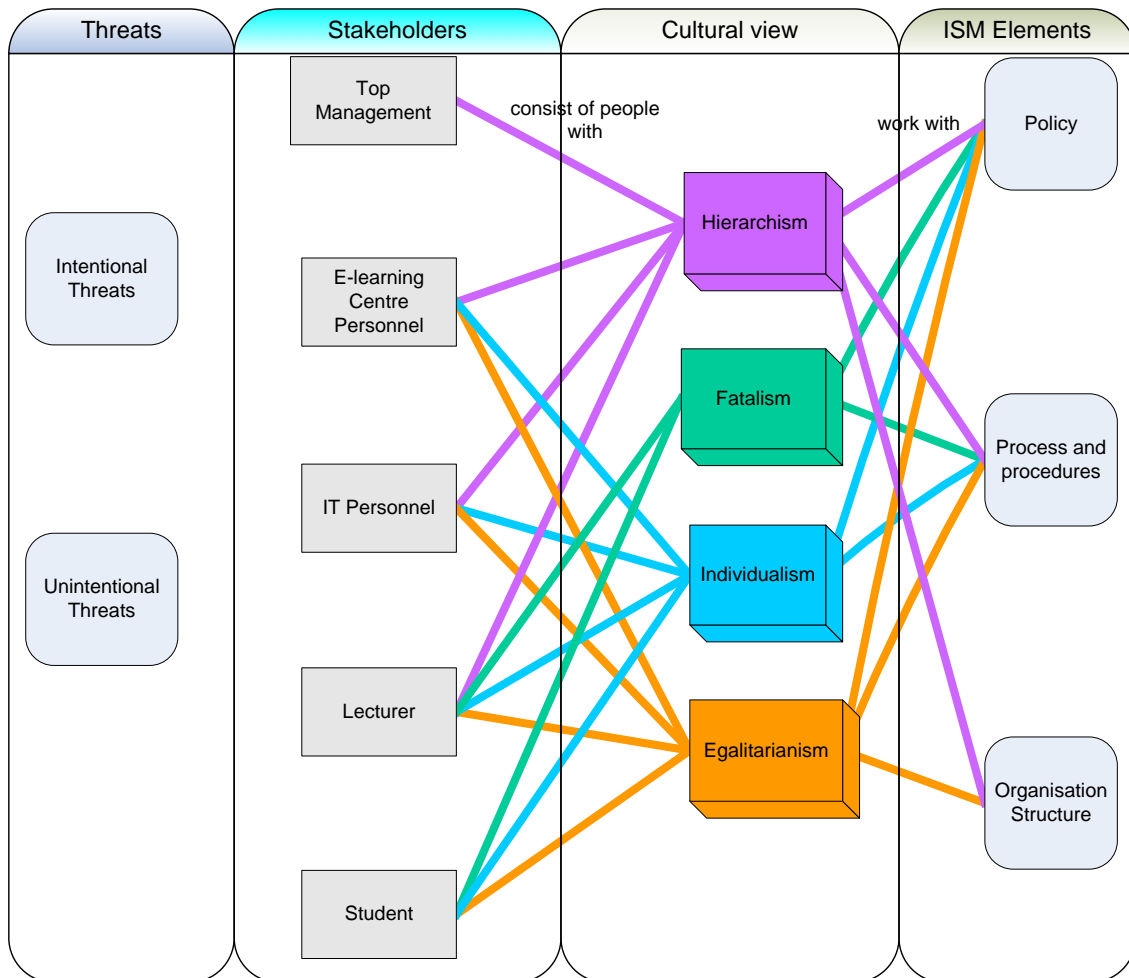 Threats
Stakeholders
Cultural view
ISM Elements
Top
Management
consist of people
with
work with
Policy
Hierarchism
Intentional
Threats
E-learning
Centre
Personnel
Fatalism
Process and
procedures
IT Personnel
Individualism
Unintentional
Threats
Lecturer
Egalitarianism
Organisation
Structure
Student